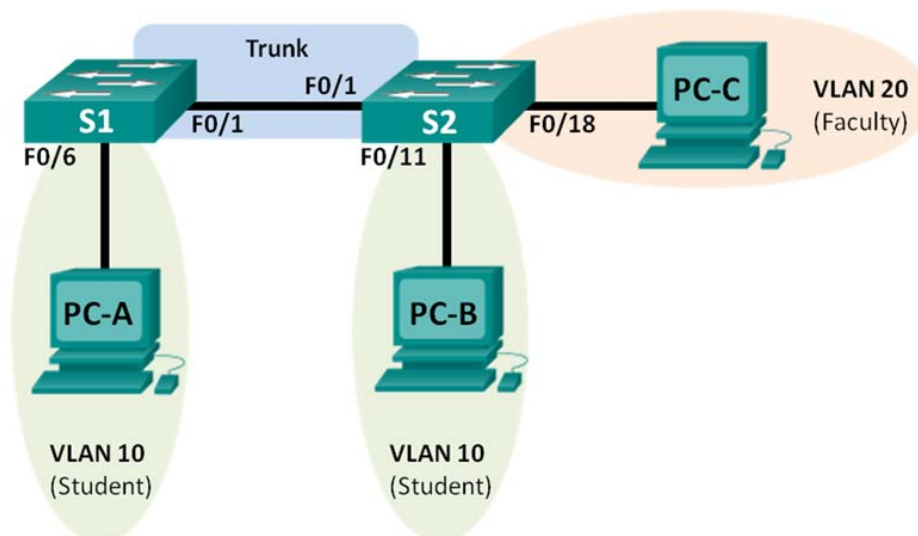 Trunk
F0/1
S1
F0/1
S2
F0/18
PC-C
VLAN 20
(Faculty)
F0/6
F0/11
PC-A
PC-B
VLAN 10
(Student)
VLAN 10
(Student)